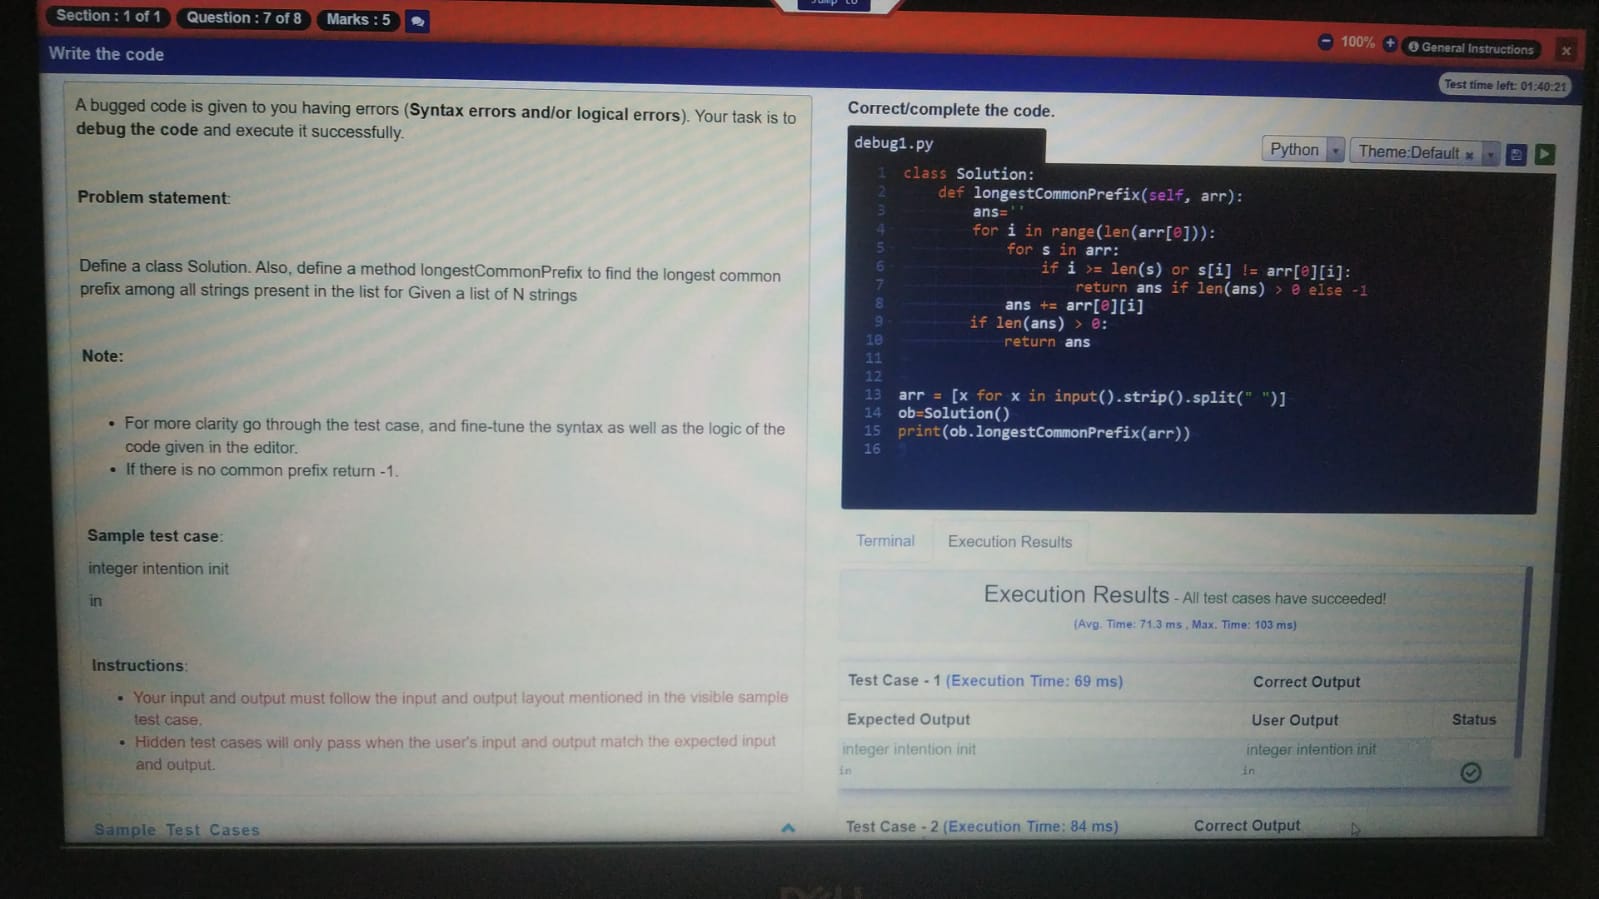 Section : 1 of 1 Question : 7 of 8 Marks : 5
Jump to
100% General Instructions x
Write the code
Test time left: 01:40:21
A bugged code is given to you having errors (Syntax errors and/or logical errors). Your task is to
debug the code and execute it successfully.
Problem statement:
Define a class Solution. Also, define a method longestCommonPrefix to find the longest common
prefix among all strings present in the list for Given a list of N strings
Note:
• For more clarity go through the test case, and fine-tune the syntax as well as the logic of the
code given in the editor.
• If there is no common prefix return -1.
Sample test case:
integer intention init
in
Instructions:
• Your input and output must follow the input and output layout mentioned in the visible sample
test case.
• Hidden test cases will only pass when the user's input and output match the expected input
and output.
Sample Test Cases
Correct/complete the code.
debug1.py
Python Theme:Default
1 class Solution:
2 def longestCommonPrefix(self, arr):
3 ans=''
4 for i in range(len(arr[0])):
5 for s in arr:
6 if i >= len(s) or s[i] != arr[0][i]:
7 return ans if len(ans) > 0 else -1
8 ans += arr[0][i]
9 if len(ans) > 0:
10 return ans
11
12
13 arr = [x for x in input().strip().split(" ")]
14 ob=Solution()
15 print(ob.longestCommonPrefix(arr))
16
Terminal Execution Results
Execution Results - All test cases have succeeded!
(Avg. Time: 71.3 ms , Max. Time: 103 ms)
Test Case - 1 (Execution Time: 69 ms) Correct Output
Expected Output User Output Status
integer intention init integer intention init
in in
Test Case - 2 (Execution Time: 84 ms) Correct Output
DELL